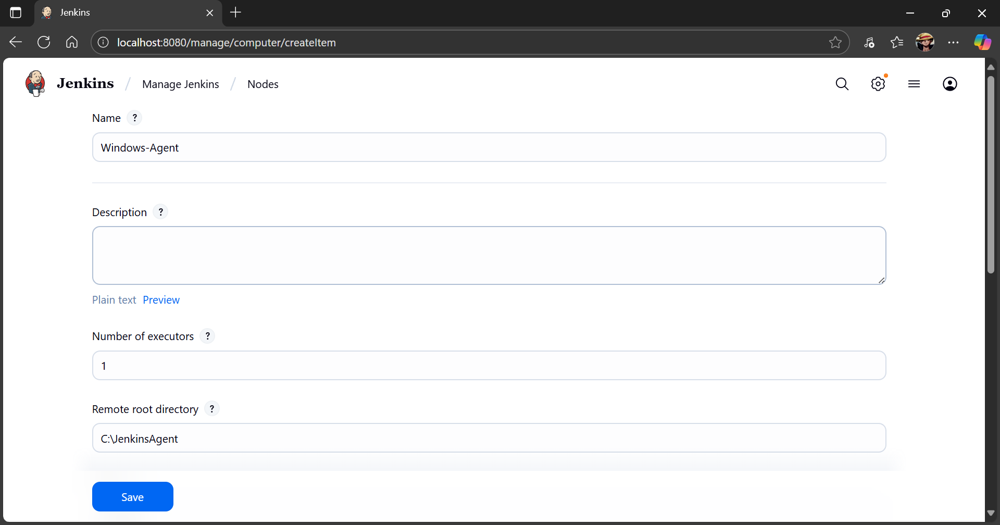 Jenkins
localhost:8080/manage/computer/createItem
Jenkins / Manage Jenkins / Nodes
Name ?
Windows-Agent
Description ?
Plain text Preview
Number of executors ?
1
Remote root directory ?
C:\JenkinsAgent
Save